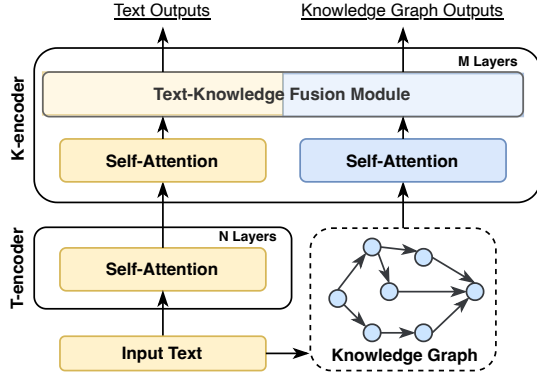 Text Outputs
Knowledge Graph Outputs
M Layers
Text-Knowledge Fusion Module
K-encoder
Self-Attention
Self-Attention
N Layers
T-encoder
Self-Attention
Input Text
Knowledge Graph